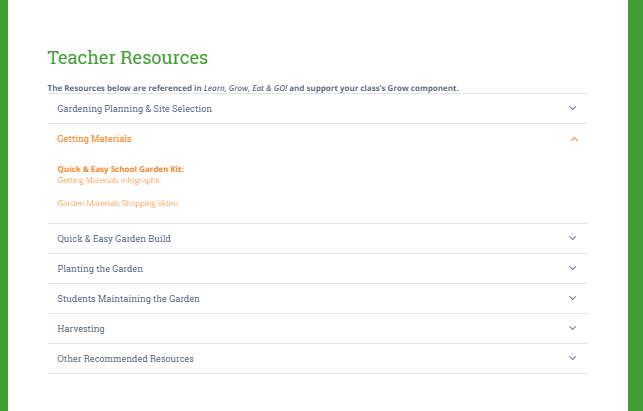 Teacher Resources
The Resources below are referenced in Learn, Grow, Eat & GO! and support your class's Grow component.
Gardening Planning & Site Selection
Getting Materials
Quick & Easy School Garden Kit:
Getting Materials Infographic
Garden Materials Shopping Video
Quick & Easy Garden Build
Planting the Garden
Students Maintaining the Garden
Harvesting
Other Recommended Resources